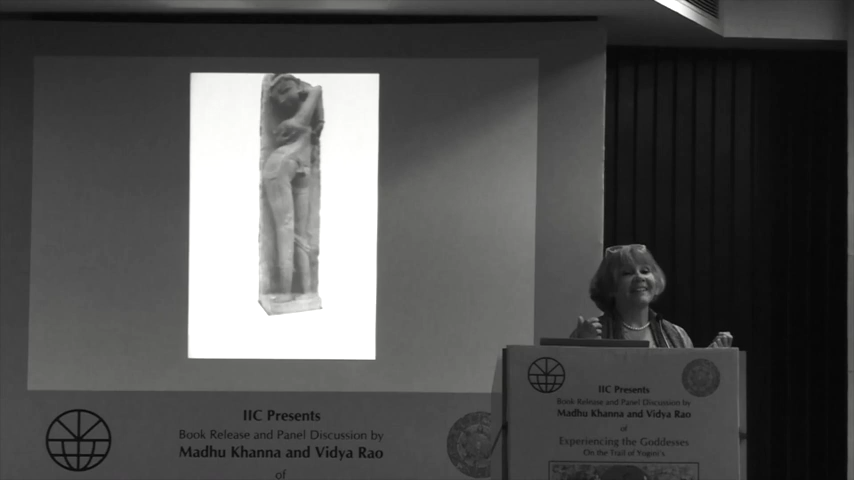 IIC Presents
Book Release and Panel Discussion by
Madhu Khanna and Vidya Rao
of
IIC Presents
Book Release and Panel Discussion by
Madhu Khanna and Vidya Rao
of
Experiencing the Goddesses
On the Trail of Yogini's